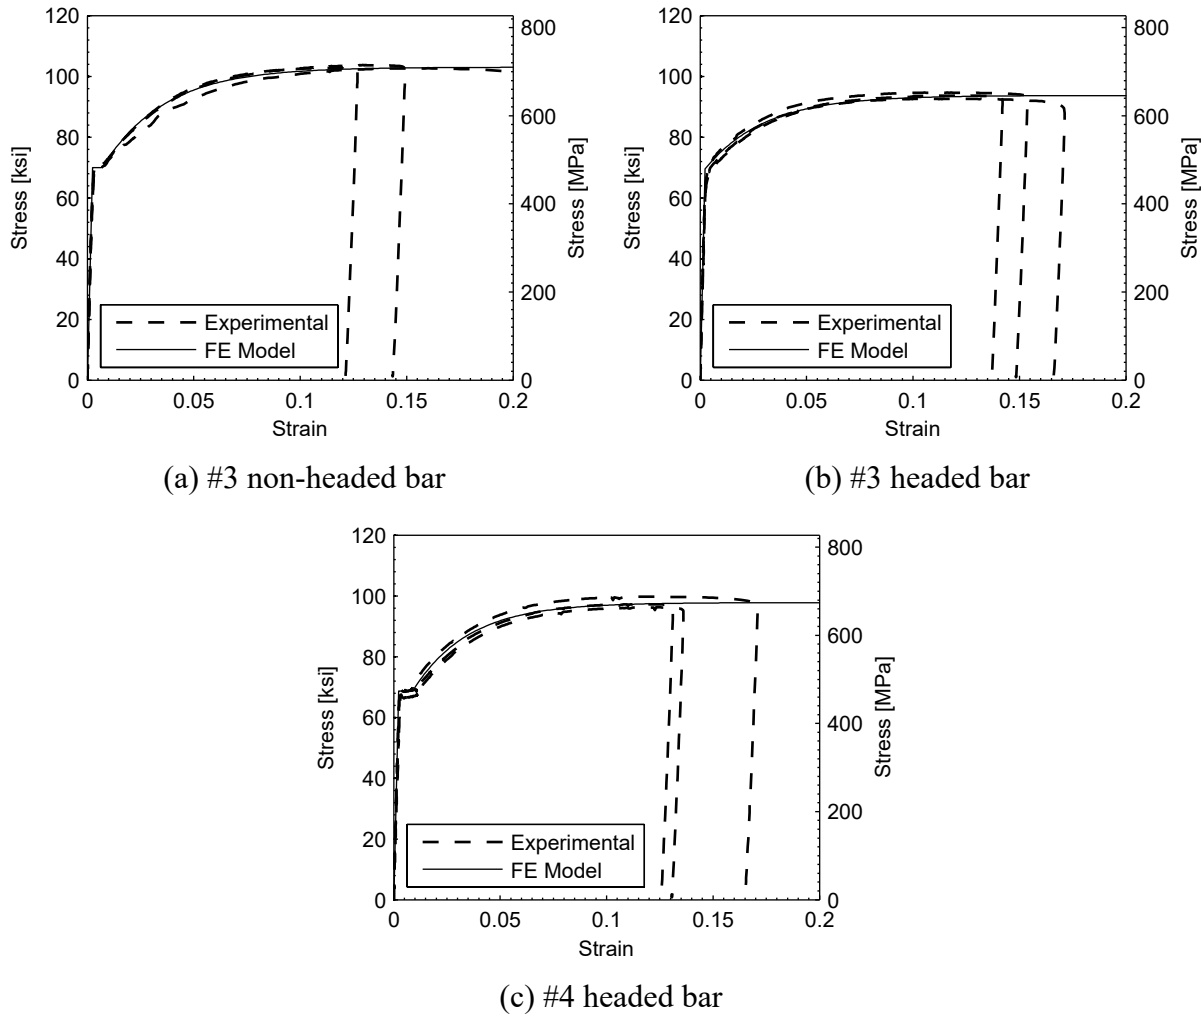 120
100
80
60
40
20
0
Stress [ksi]
800
600
400
200
0
Stress [MPa]
Experimental
FE Model
0 0.05 0.1 0.15 0.2
Strain
(a) #3 non-headed bar
120
100
80
60
40
20
0
Stress [ksi]
800
600
400
200
0
Stress [MPa]
Experimental
FE Model
0 0.05 0.1 0.15 0.2
Strain
(b) #3 headed bar
120
100
80
60
40
20
0
Stress [ksi]
800
600
400
200
0
Stress [MPa]
Experimental
FE Model
0 0.05 0.1 0.15 0.2
Strain
(c) #4 headed bar